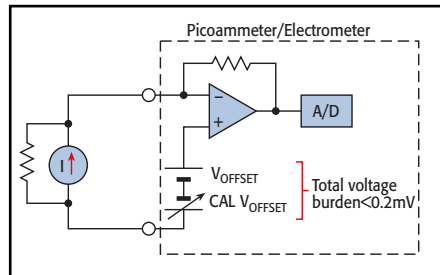 Picoammeter/Electrometer
−
+
A/D
I
VOFFSET
CAL VOFFSET
Total voltage
burden<0.2mV